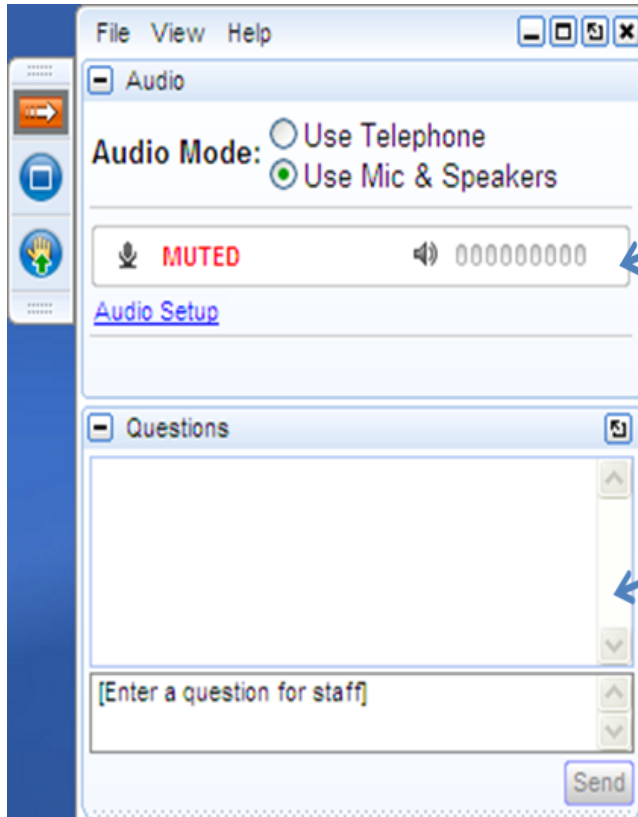 File View Help
Audio
Audio Mode: Use Telephone
Use Mic & Speakers
MUTED 000000000
Audio Setup
Questions
[Enter a question for staff]
Send